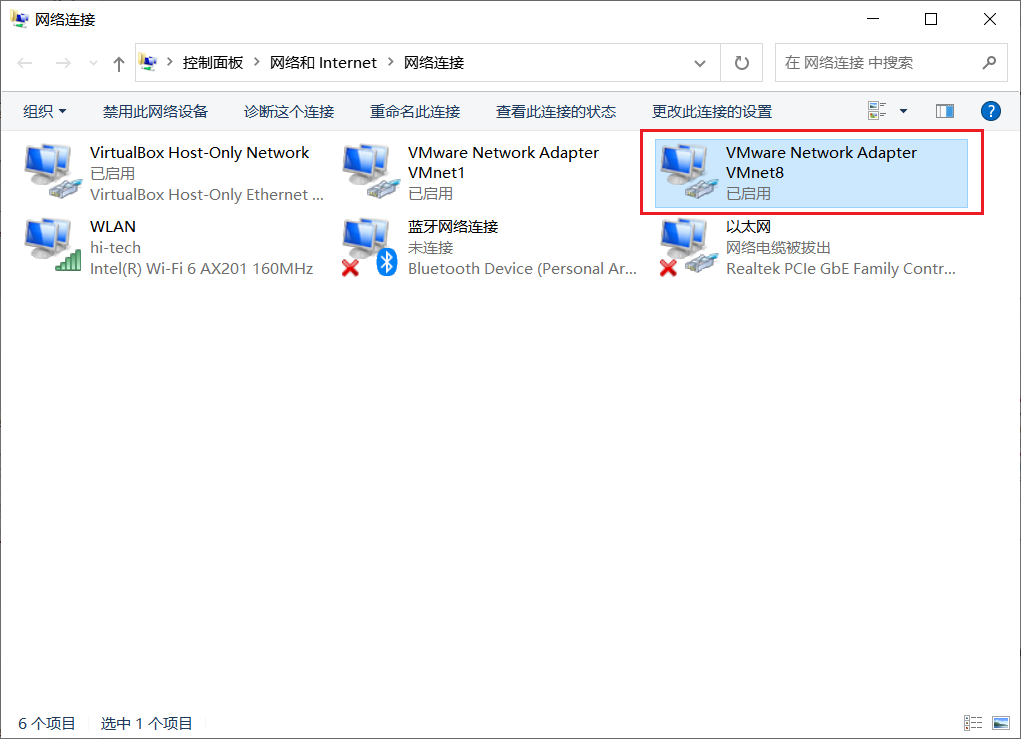 网络连接
控制面板 网络和 Internet 网络连接
在 网络连接 中搜索
组织 禁用此网络设备 诊断这个连接 重命名此连接 查看此连接的状态 更改此连接的设置
VirtualBox Host-Only Network
已启用
VirtualBox Host-Only Ethernet ...
VMware Network Adapter
VMnet1
已启用
VMware Network Adapter
VMnet8
已启用
WLAN
hi-tech
Intel(R) Wi-Fi 6 AX201 160MHz
蓝牙网络连接
未连接
Bluetooth Device (Personal Ar...
以太网
网络电缆被拔出
Realtek PCIe GbE Family Contr...
6 个项目 选中 1 个项目